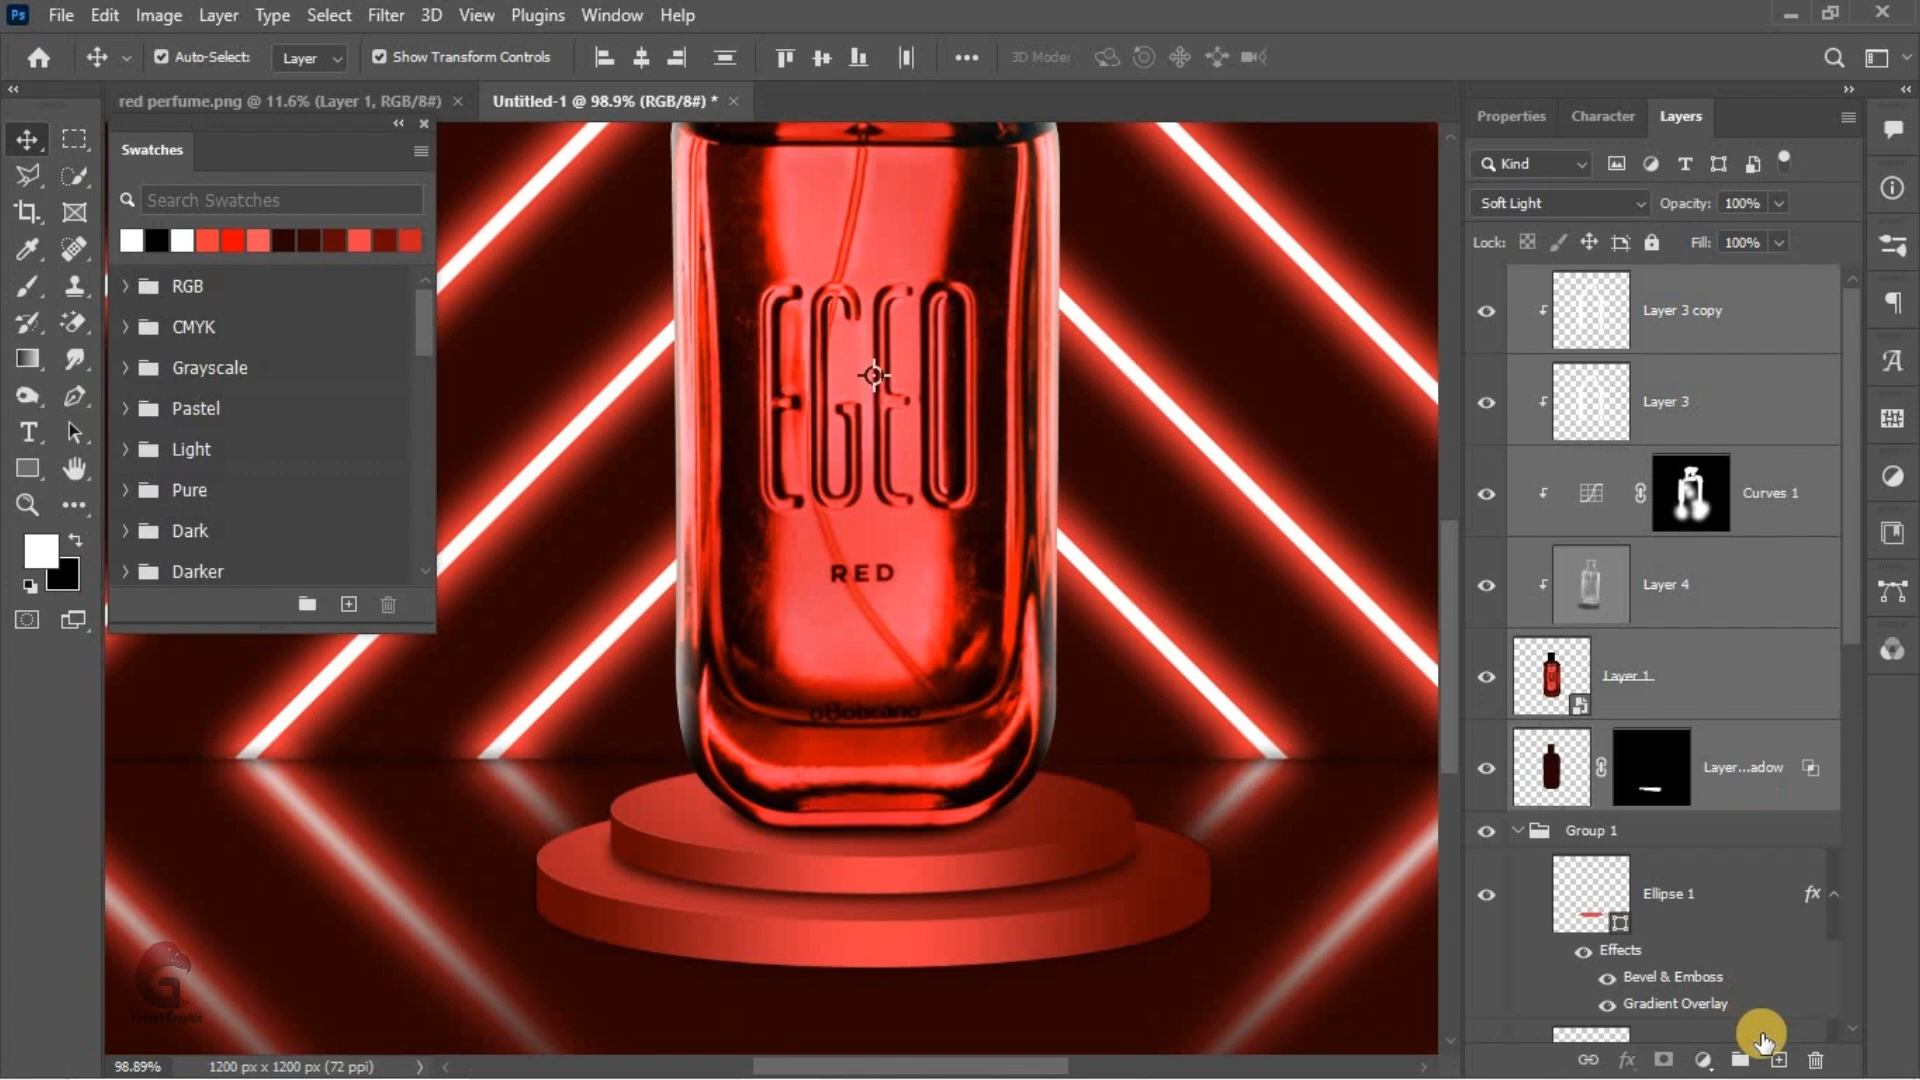 Ps File Edit Image Layer Type Select Filter 3D View Plugins Window Help
Auto-Select: Layer Show Transform Controls 3D Mode:
red perfume.png @ 11.6% (Layer 1, RGB/8#) Untitled-1 @ 98.9% (RGB/8#) *
Swatches
Search Swatches
RGB
CMYK
Grayscale
Pastel
Light
Pure
Dark
Darker
EGEO
RED
98.89% 1200 px x 1200 px (72 ppi)
Properties Character Layers
Kind
Soft Light Opacity: 100%
Lock: Fill: 100%
Layer 3 copy
Layer 3
Curves 1
Layer 4
Layer 1
Layer...adow
Group 1
Ellipse 1 fx
Effects
Bevel & Emboss
Gradient Overlay
fx